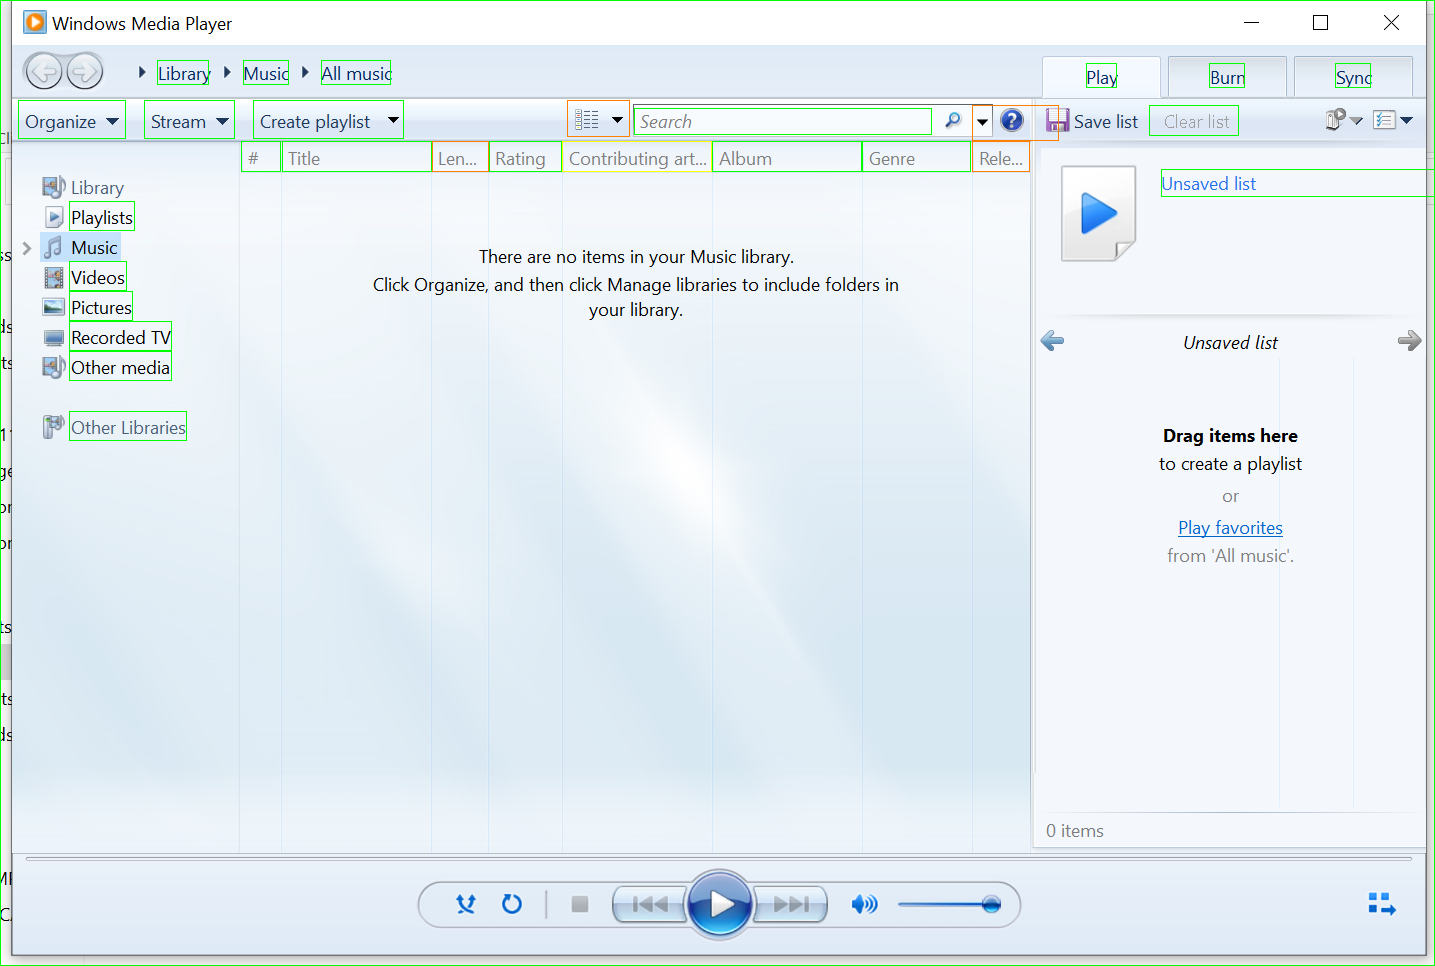 Windows Media Player
Library Music All music
Play Burn Sync
Organize Stream Create playlist Search Save list Clear list
# Title Len... Rating Contributing art... Album Genre Rele...
Library
Playlists
Music
Videos
Pictures
Recorded TV
Other media
Other Libraries
There are no items in your Music library.
Click Organize, and then click Manage libraries to include folders in
your library.
Unsaved list
Unsaved list
Drag items here
to create a playlist
or
Play favorites
from 'All music'.
0 items